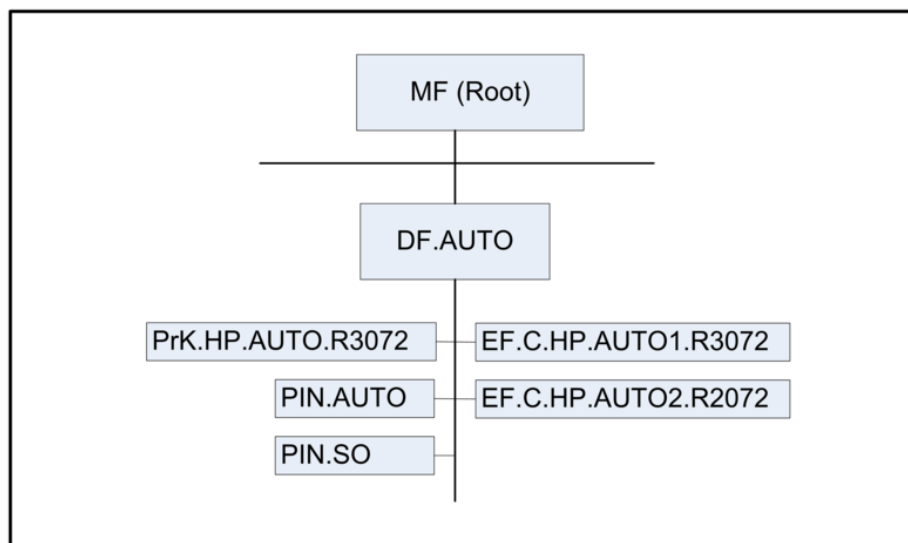 MF (Root)
DF.AUTO
PrK.HP.AUTO.R3072
EF.C.HP.AUTO1.R3072
PIN.AUTO
EF.C.HP.AUTO2.R2072
PIN.SO